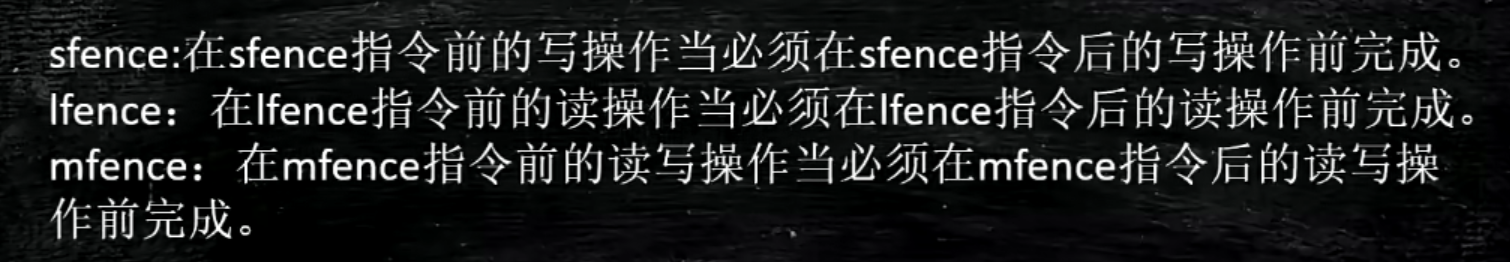 sfence:在sfence指令前的写操作当必须在sfence指令后的写操作前完成。
lfence：在lfence指令前的读操作当必须在lfence指令后的读操作前完成。
mfence：在mfence指令前的读写操作当必须在mfence指令后的读写操
作前完成。